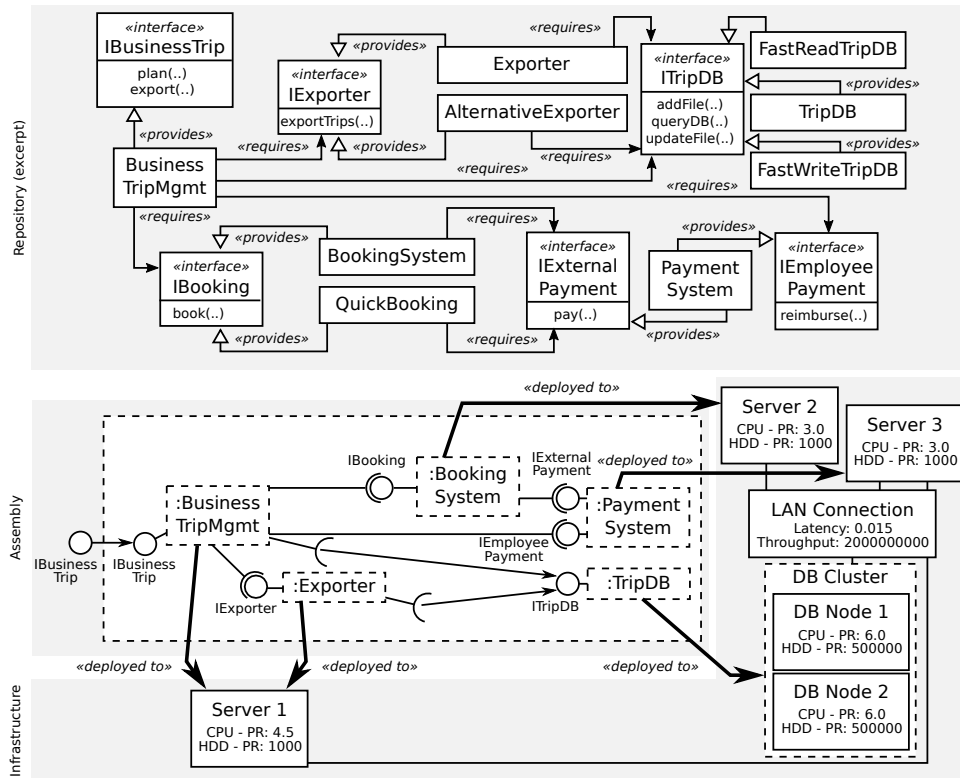 Repository (excerpt)
«interface»
IBusinessTrip
plan(..)
export(..)
«provides»
Business
TripMgmt
«requires»
«interface»
IExporter
exportTrips(..)
«provides»
«provides»
«requires»
Exporter
AlternativeExporter
«requires»
«requires»
«interface»
ITripDB
addFile(..)
queryDB(..)
updateFile(..)
FastReadTripDB
«provides»
TripDB
«provides»
FastWriteTripDB
«requires»
«requires»
«interface»
IBooking
book(..)
«provides»
«provides»
BookingSystem
QuickBooking
«requires»
«requires»
«interface»
IExternal
Payment
pay(..)
«provides»
Payment
System
«provides»
«interface»
IEmployee
Payment
reimburse(..)
Assembly
«deployed to»
Server 2
CPU - PR: 3.0
HDD - PR: 1000
Server 3
CPU - PR: 3.0
HDD - PR: 1000
IBooking
:Booking
System
IExternal
Payment
«deployed to»
:Business
TripMgmt
:Payment
System
IEmployee
Payment
LAN Connection
Latency: 0.015
Throughput: 2000000000
IBusiness
Trip
IBusiness
Trip
IExporter
:Exporter
ITripDB
:TripDB
DB Cluster
DB Node 1
CPU - PR: 6.0
HDD - PR: 500000
DB Node 2
CPU - PR: 6.0
HDD - PR: 500000
«deployed to»
«deployed to»
«deployed to»
Infrastructure
Server 1
CPU - PR: 4.5
HDD - PR: 1000